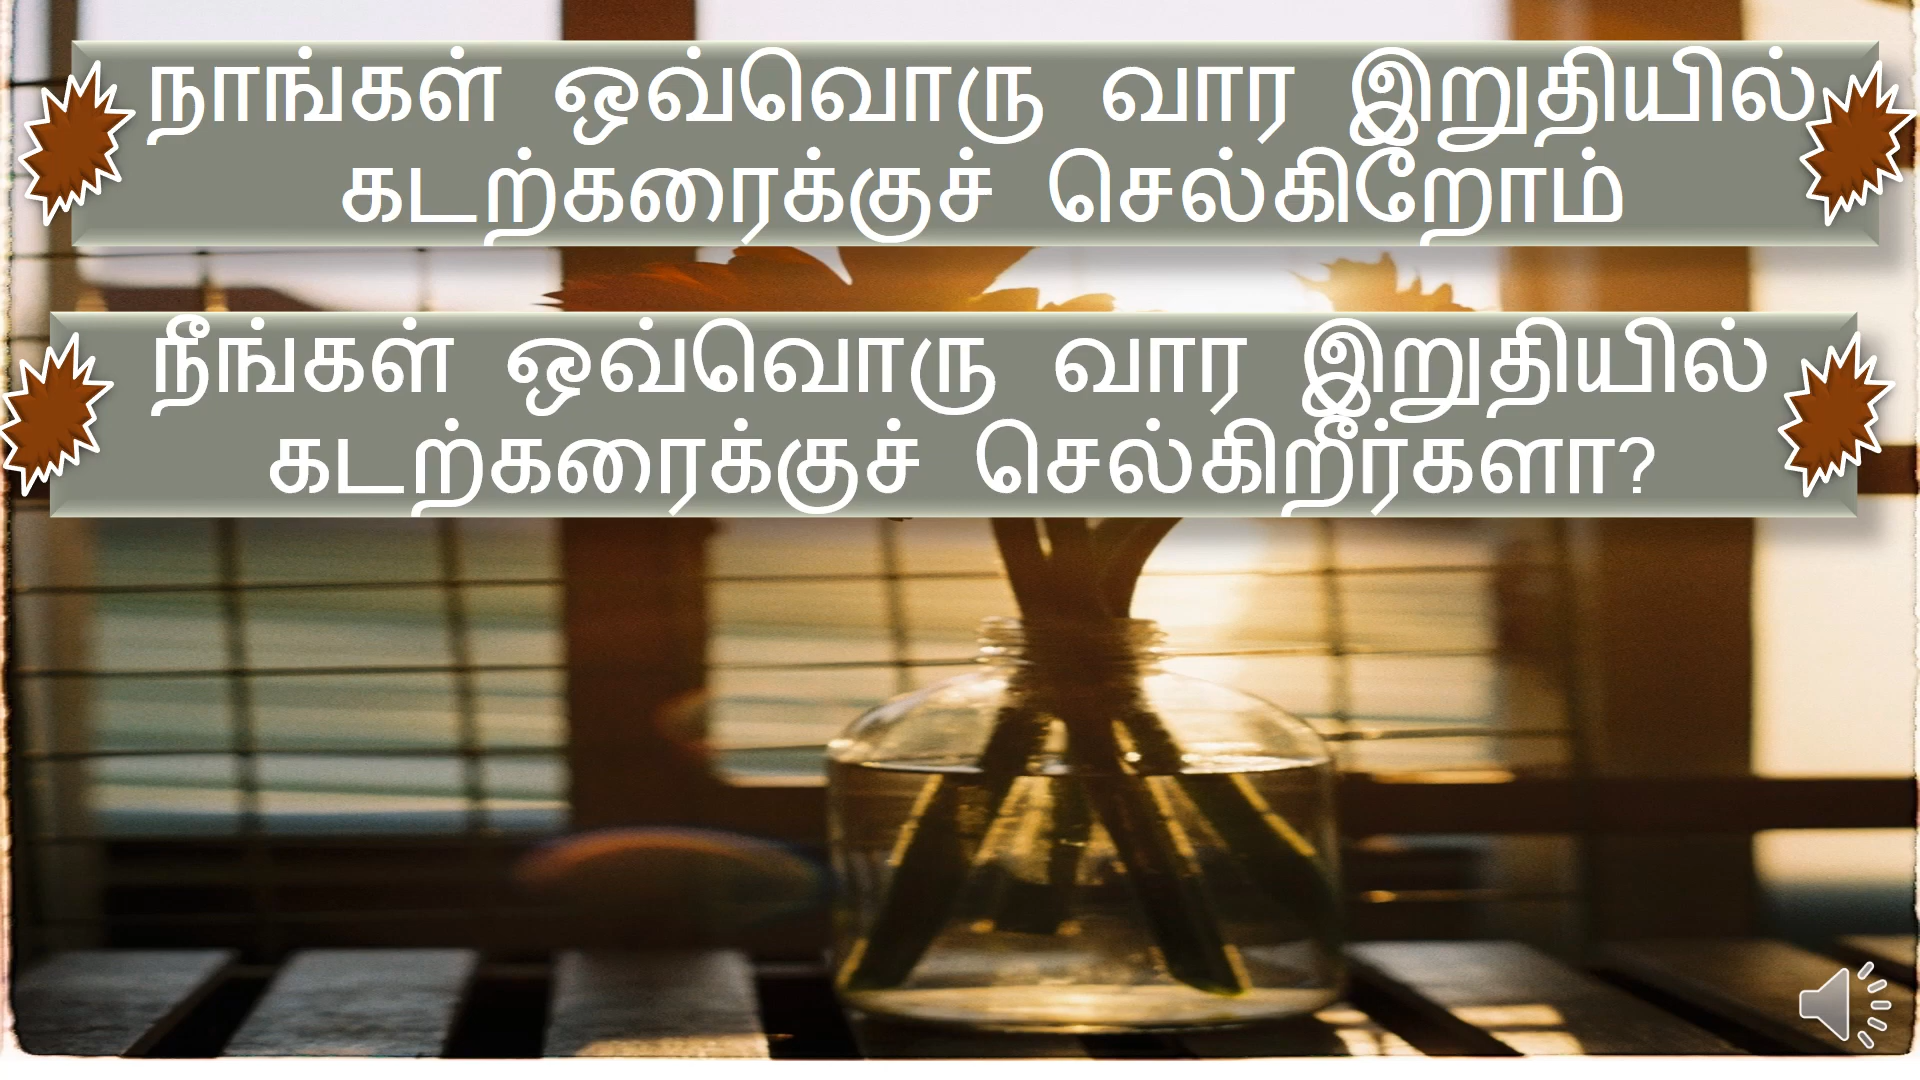 நாங்கள் ஒவ்வொரு வார இறுதியில்
கடற்கரைக்குச் செல்கிறோம்
நீங்கள் ஒவ்வொரு வார இறுதியில்
கடற்கரைக்குச் செல்கிறீர்களா?